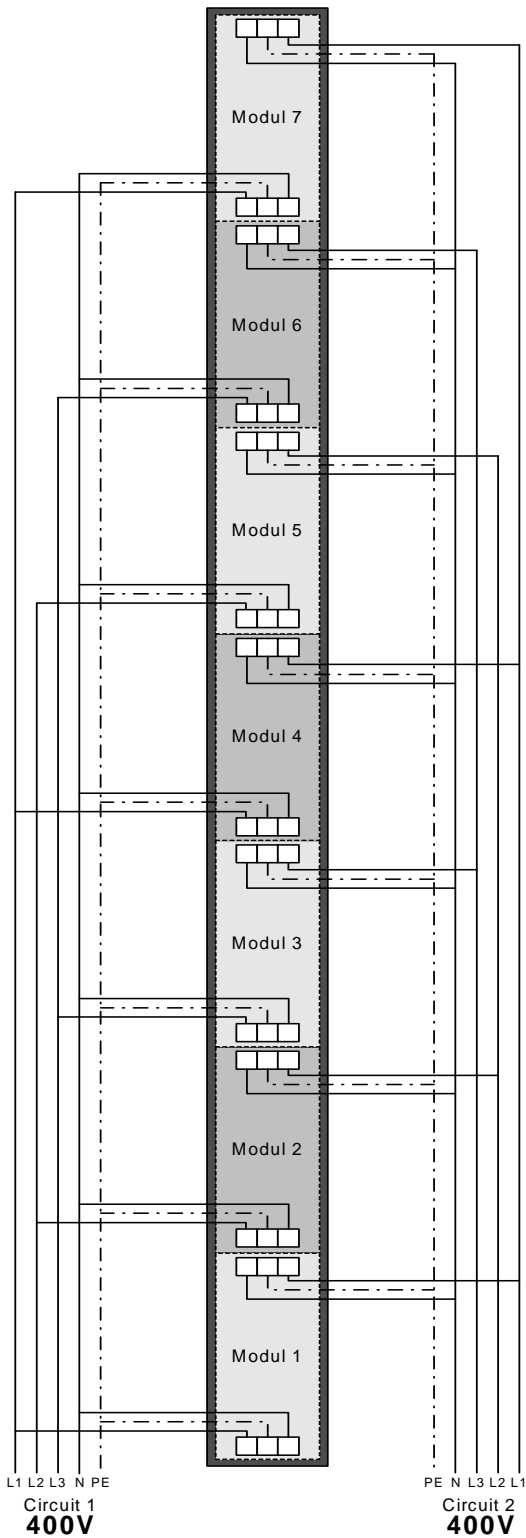 Modul 7
Modul 6
Modul 5
Modul 4
Modul 3
Modul 2
Modul 1
L1 L2 L3 N PE
PE N L3 L2 L1
Circuit 1
400V
Circuit 2
400V